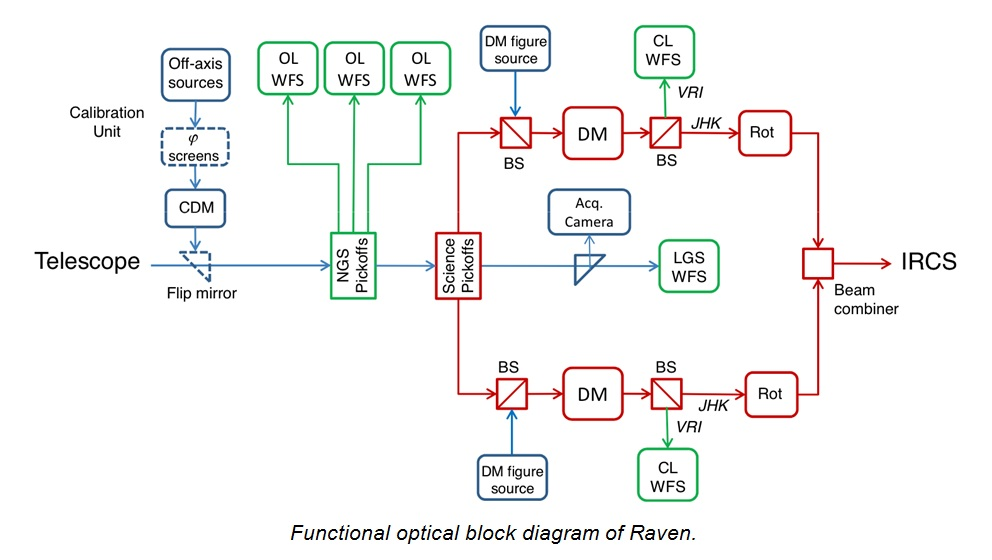 Off-axis
sources
Calibration
Unit
φ
screens
CDM
Telescope
Flip mirror
OL
WFS
OL
WFS
OL
WFS
NGS
Pickoffs
Science
Pickoffs
DM figure
source
BS
DM
CL
WFS
VRI
BS
JHK
Rot
Acq.
Camera
LGS
WFS
Beam
combiner
IRCS
BS
DM figure
source
DM
BS
JHK
VRI
CL
WFS
Rot
Functional optical block diagram of Raven.